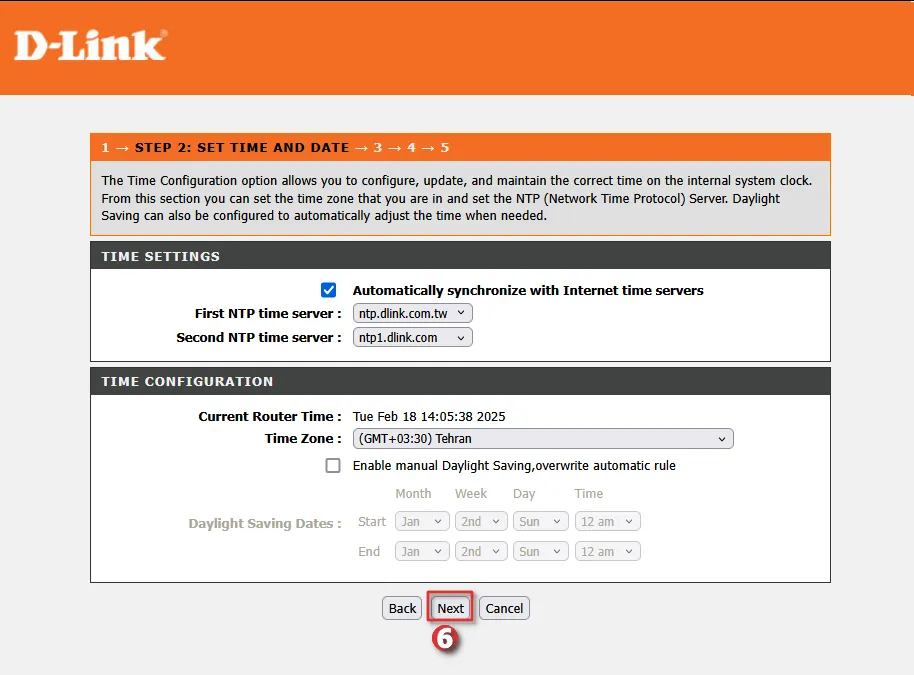 D-Link
1 → STEP 2: SET TIME AND DATE → 3 → 4 → 5
The Time Configuration option allows you to configure, update, and maintain the correct time on the internal system clock.
From this section you can set the time zone that you are in and set the NTP (Network Time Protocol) Server. Daylight
Saving can also be configured to automatically adjust the time when needed.
TIME SETTINGS
Automatically synchronize with Internet time servers
First NTP time server : ntp.dlink.com.tw
Second NTP time server : ntp1.dlink.com
TIME CONFIGURATION
Current Router Time : Tue Feb 18 14:05:38 2025
Time Zone : (GMT+03:30) Tehran
Enable manual Daylight Saving,overwrite automatic rule
Month Week Day Time
Daylight Saving Dates : Start Jan 2nd Sun 12 am
End Jan 2nd Sun 12 am
Back Next Cancel
6